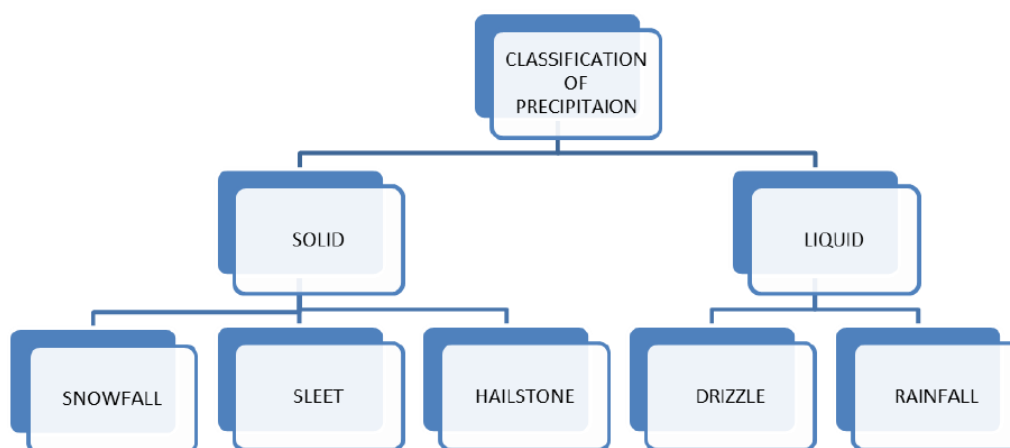 CLASSIFICATION
OF
PRECIPITAION
SOLID
LIQUID
SNOWFALL
SLEET
HAILSTONE
DRIZZLE
RAINFALL